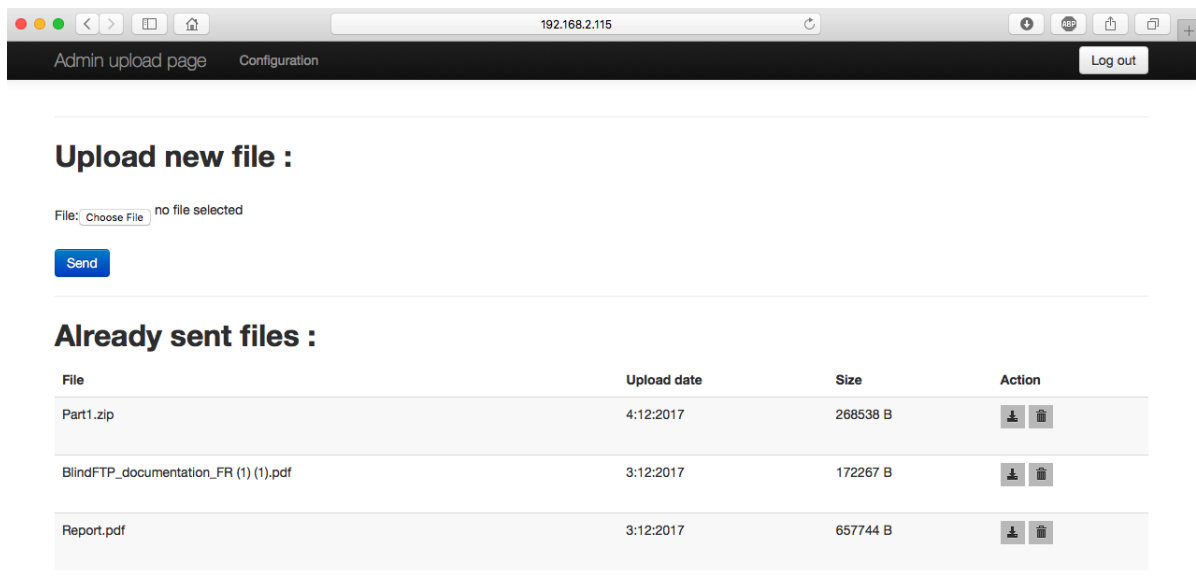 192.168.2.115
ABP
Admin upload page Configuration Log out
Upload new file :
File: Choose File no file selected
Send
Already sent files :
File Upload date Size Action
Part1.zip 4:12:2017 268538 B
BlindFTP_documentation_FR (1) (1).pdf 3:12:2017 172267 B
Report.pdf 3:12:2017 657744 B